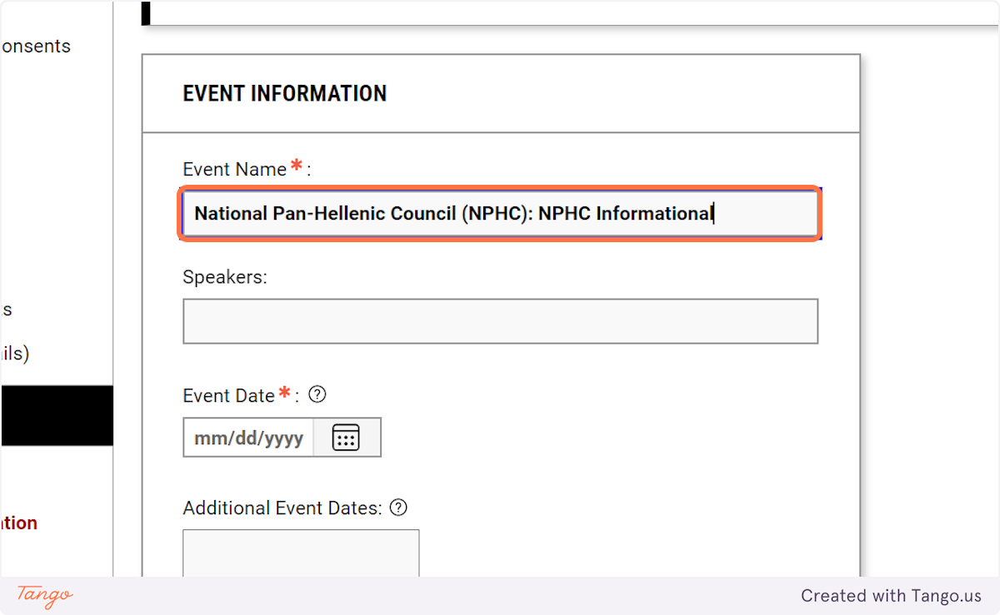 onsents
EVENT INFORMATION
Event Name*:
National Pan-Hellenic Council (NPHC): NPHC Informational
Speakers:
s
ils)
Event Date*: ?
mm/dd/yyyy
Additional Event Dates: ?
tion
Tango
Created with Tango.us